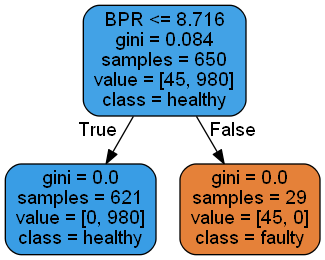 BPR <= 8.716
gini = 0.084
samples = 650
value = [45, 980]
class = healthy
True
False
gini = 0.0
samples = 621
value = [0, 980]
class = healthy
gini = 0.0
samples = 29
value = [45, 0]
class = faulty